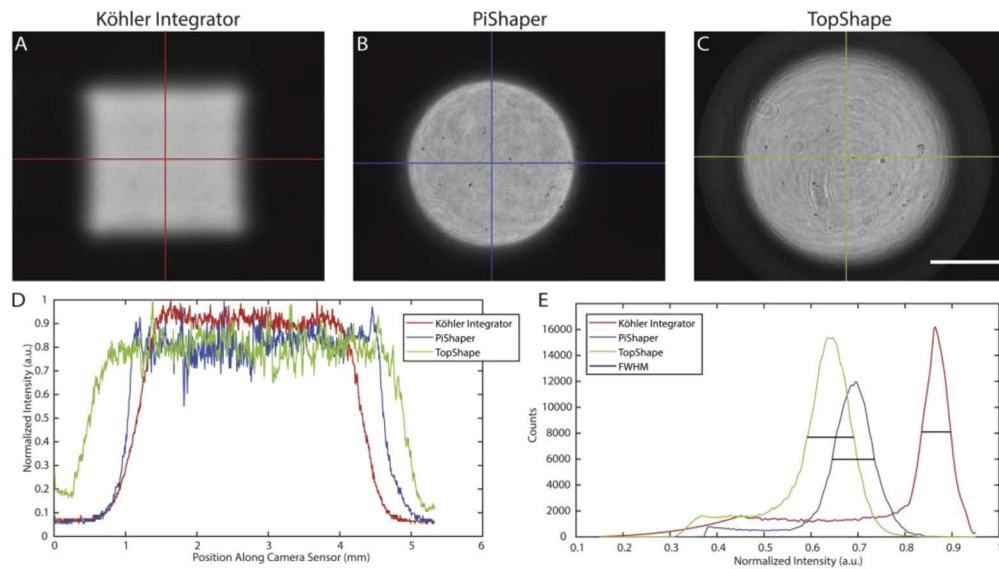 Köhler Integrator
PiShaper
TopShape
A
B
C
D
Normalized Intensity (a.u.)
1
0.9
0.8
0.7
0.6
0.5
0.4
0.3
0.2
0.1
0
0 1 2 3 4 5 6
Position Along Camera Sensor (mm)
Köhler Integrator
PiShaper
TopShape
E
Counts
16000
14000
12000
10000
8000
6000
4000
2000
0
0.1 0.2 0.3 0.4 0.5 0.6 0.7 0.8 0.9 1
Normalized Intensity (a.u.)
Köhler Integrator
PiShaper
TopShape
FWHM